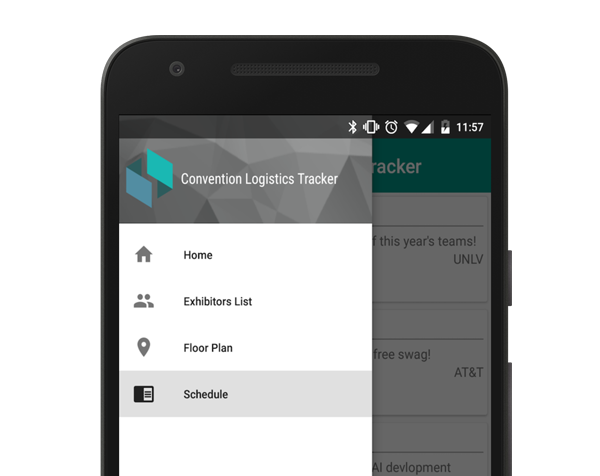 11:57
Convention Logistics Tracker
racker
Home
f this year's teams!
UNLV
Exhibitors List
Floor Plan
free swag!
AT&T
Schedule
AI devlopment